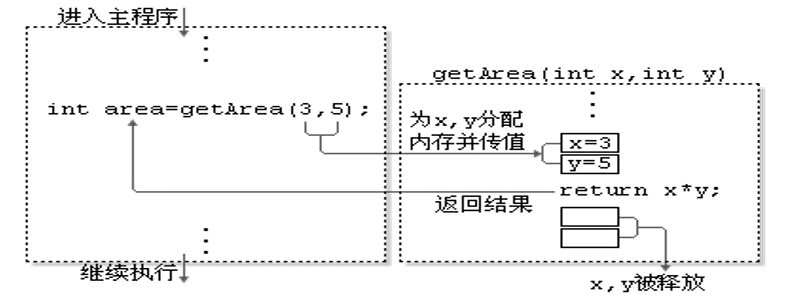 进入主程序
int area=getArea(3,5);
继续执行
getArea(int x,int y)
为x,y分配
内存并传值
x=3
y=5
return x*y;
返回结果
x,y被释放